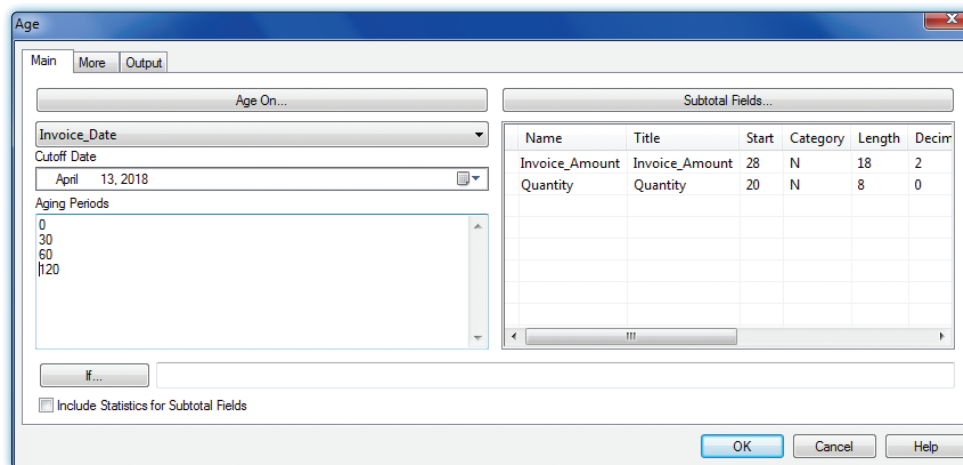 Age
Main More Output
Age On...
Invoice_Date
Cutoff Date
April 13, 2018
Aging Periods
0
30
60
120
Subtotal Fields...
Name Title Start Category Length Decim
Invoice_Amount Invoice_Amount 28 N 18 2
Quantity Quantity 20 N 8 0
If...
Include Statistics for Subtotal Fields
OK Cancel Help